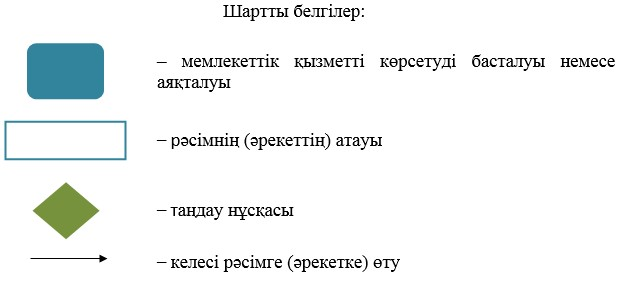 Шартты белгілер:
– мемлекеттік қызметті көрсетуді басталуы немесе
аяқталуы
– рәсімнің (әрекеттің) атауы
– таңдау нұсқасы
– келесі рәсімге (әрекетке) өту